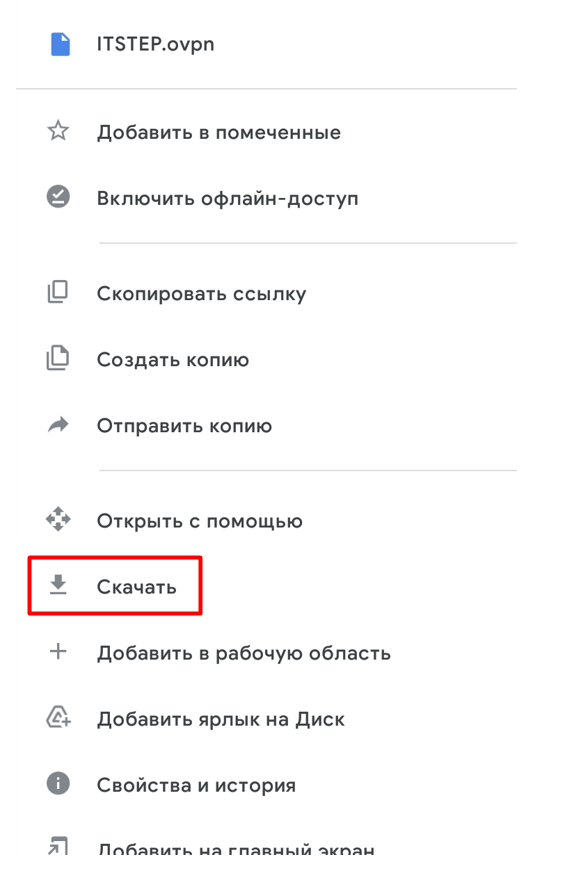 ITSTEP.ovpn
Добавить в помеченные
Включить офлайн-доступ
Скопировать ссылку
Создать копию
Отправить копию
Открыть с помощью
Скачать
Добавить в рабочую область
Добавить ярлык на Диск
Свойства и история
Добавить на главный экран